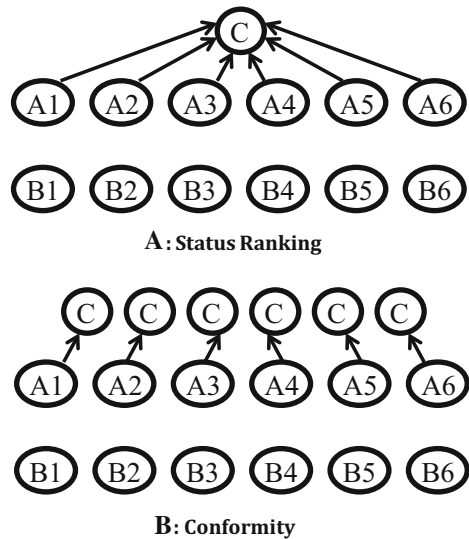 C
A1 A2 A3 A4 A5 A6
B1 B2 B3 B4 B5 B6
A: Status Ranking
C C C C C C
A1 A2 A3 A4 A5 A6
B1 B2 B3 B4 B5 B6
B: Conformity